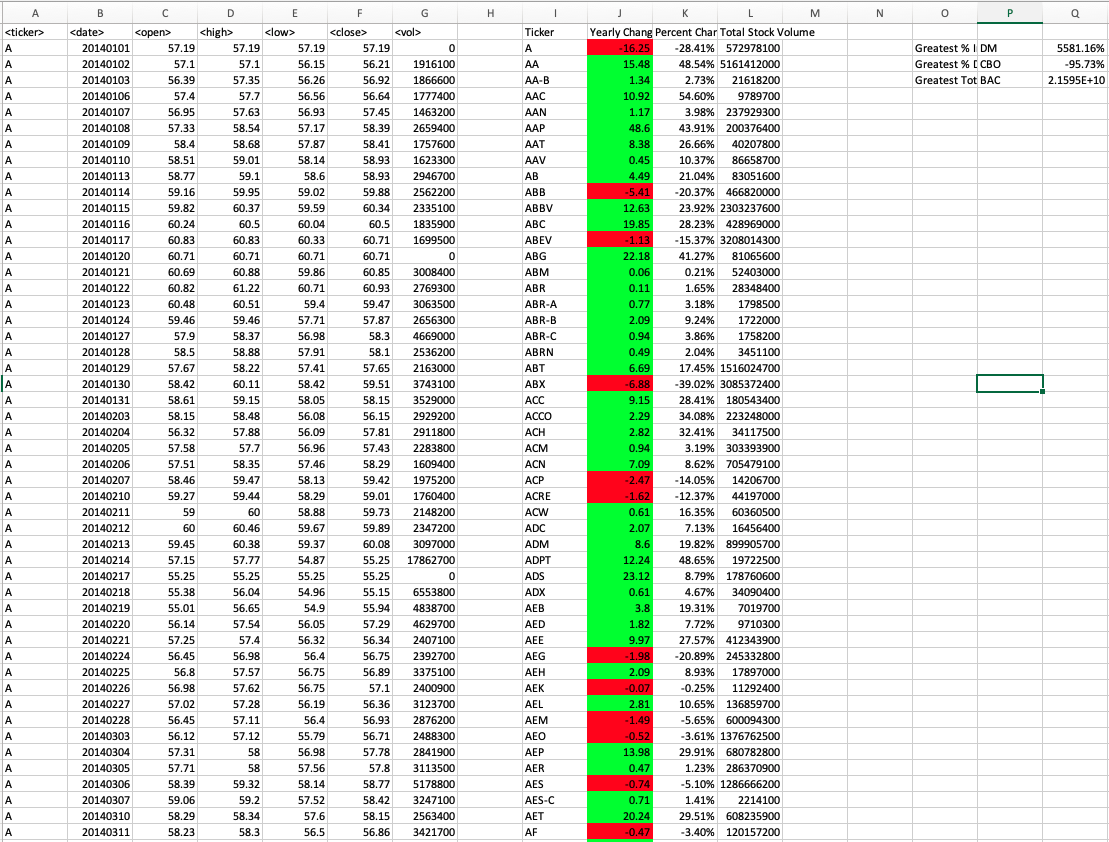 A B C D E F G H I J K L M N O P Q
<ticker> <date> <open> <high> <low> <close> <vol> Ticker Yearly Chang Percent Char Total Stock Volume
A 20140101 57.19 57.19 57.19 57.19 0 A -16.25 -28.41% 572978100 Greatest % I DM 5581.16%
A 20140102 57.1 57.1 56.15 56.21 1916100 AA 15.48 48.54% 5161412000 Greatest % D CBO -95.73%
A 20140103 56.39 57.35 56.26 56.92 1866600 AA-B 1.34 2.73% 21618200 Greatest Tot BAC 2.1595E+10
A 20140106 57.4 57.7 56.56 56.64 1777400 AAC 10.92 54.60% 9789700
A 20140107 56.95 57.63 56.93 57.45 1463200 AAN 1.17 3.98% 237929300
A 20140108 57.33 58.54 57.17 58.39 2659400 AAP 48.6 43.91% 200376400
A 20140109 58.4 58.68 57.87 58.41 1757600 AAT 8.38 26.66% 40207800
A 20140110 58.51 59.01 58.14 58.93 1623300 AAV 0.45 10.37% 86658700
A 20140113 58.77 59.1 58.6 58.93 2946700 AB 4.49 21.04% 83051600
A 20140114 59.16 59.95 59.02 59.88 2562200 ABB -5.41 -20.37% 466820000
A 20140115 59.82 60.37 59.59 60.34 2335100 ABBV 12.63 23.92% 2303237600
A 20140116 60.24 60.5 60.04 60.5 1835900 ABC 19.85 28.23% 428969000
A 20140117 60.83 60.83 60.33 60.71 1699500 ABEV -1.13 -15.37% 3208014300
A 20140120 60.71 60.71 60.71 60.71 0 ABG 22.18 41.27% 81065600
A 20140121 60.69 60.88 59.86 60.85 3008400 ABM 0.06 0.21% 52403000
A 20140122 60.82 61.22 60.71 60.93 2769300 ABR 0.11 1.65% 28348400
A 20140123 60.48 60.51 59.4 59.47 3063500 ABR-A 0.77 3.18% 1798500
A 20140124 59.46 59.46 57.71 57.87 2656300 ABR-B 2.09 9.24% 1722000
A 20140127 57.9 58.37 56.98 58.3 4669000 ABR-C 0.94 3.86% 1758200
A 20140128 58.5 58.88 57.91 58.1 2536200 ABRN 0.49 2.04% 3451100
A 20140129 57.67 58.22 57.41 57.65 2163000 ABT 6.69 17.45% 1516024700
A 20140130 58.42 60.11 58.42 59.51 3743100 ABX -6.88 -39.02% 3085372400
A 20140131 58.61 59.15 58.05 58.15 3529000 ACC 9.15 28.41% 180543400
A 20140203 58.15 58.48 56.08 56.15 2929200 ACCO 2.29 34.08% 223248000
A 20140204 56.32 57.88 56.09 57.81 2911800 ACH 2.82 32.41% 34117500
A 20140205 57.58 57.7 56.96 57.43 2283800 ACM 0.94 3.19% 303393900
A 20140206 57.51 58.35 57.46 58.29 1609400 ACN 7.09 8.62% 705479100
A 20140207 58.46 59.47 58.13 59.42 1975200 ACP -2.47 -14.05% 14206700
A 20140210 59.27 59.44 58.29 59.01 1760400 ACRE -1.62 -12.37% 44197000
A 20140211 59 60 58.88 59.73 2148200 ACW 0.61 16.35% 60360500
A 20140212 60 60.46 59.67 59.89 2347200 ADC 2.07 7.13% 16456400
A 20140213 59.45 60.38 59.37 60.08 3097000 ADM 8.6 19.82% 899905700
A 20140214 57.15 57.77 54.87 55.25 17862700 ADPT 12.24 48.65% 19722500
A 20140217 55.25 55.25 55.25 55.25 0 ADS 23.12 8.79% 178760600
A 20140218 55.38 56.04 54.96 55.15 6553800 ADX 0.61 4.67% 34090400
A 20140219 55.01 56.65 54.9 55.94 4838700 AEB 3.8 19.31% 7019700
A 20140220 56.14 57.54 56.05 57.29 4629700 AED 1.82 7.72% 9710300
A 20140221 57.25 57.4 56.32 56.34 2407100 AEE 9.97 27.57% 412343900
A 20140224 56.45 56.98 56.4 56.75 2392700 AEG -1.98 -20.89% 245332800
A 20140225 56.8 57.57 56.75 56.89 3375100 AEH 2.09 8.93% 17897000
A 20140226 56.98 57.62 56.75 57.1 2400900 AEK -0.07 -0.25% 11292400
A 20140227 57.02 57.28 56.19 56.36 3123700 AEL 2.81 10.65% 136859700
A 20140228 56.45 57.11 56.4 56.93 2876200 AEM -1.49 -5.65% 600094300
A 20140303 56.12 57.12 55.79 56.71 2488300 AEO -0.52 -3.61% 1376762500
A 20140304 57.31 58 56.98 57.78 2841900 AEP 13.98 29.91% 680782800
A 20140305 57.71 58 57.56 57.8 3113500 AER 0.47 1.23% 286370900
A 20140306 58.39 59.32 58.14 58.77 5178800 AES -0.74 -5.10% 1286666200
A 20140307 59.06 59.2 57.52 58.42 3247100 AES-C 0.71 1.41% 2214100
A 20140310 58.29 58.34 57.6 58.15 2563400 AET 20.24 29.51% 608235900
A 20140311 58.23 58.3 56.5 56.86 3421700 AF -0.47 -3.40% 120157200